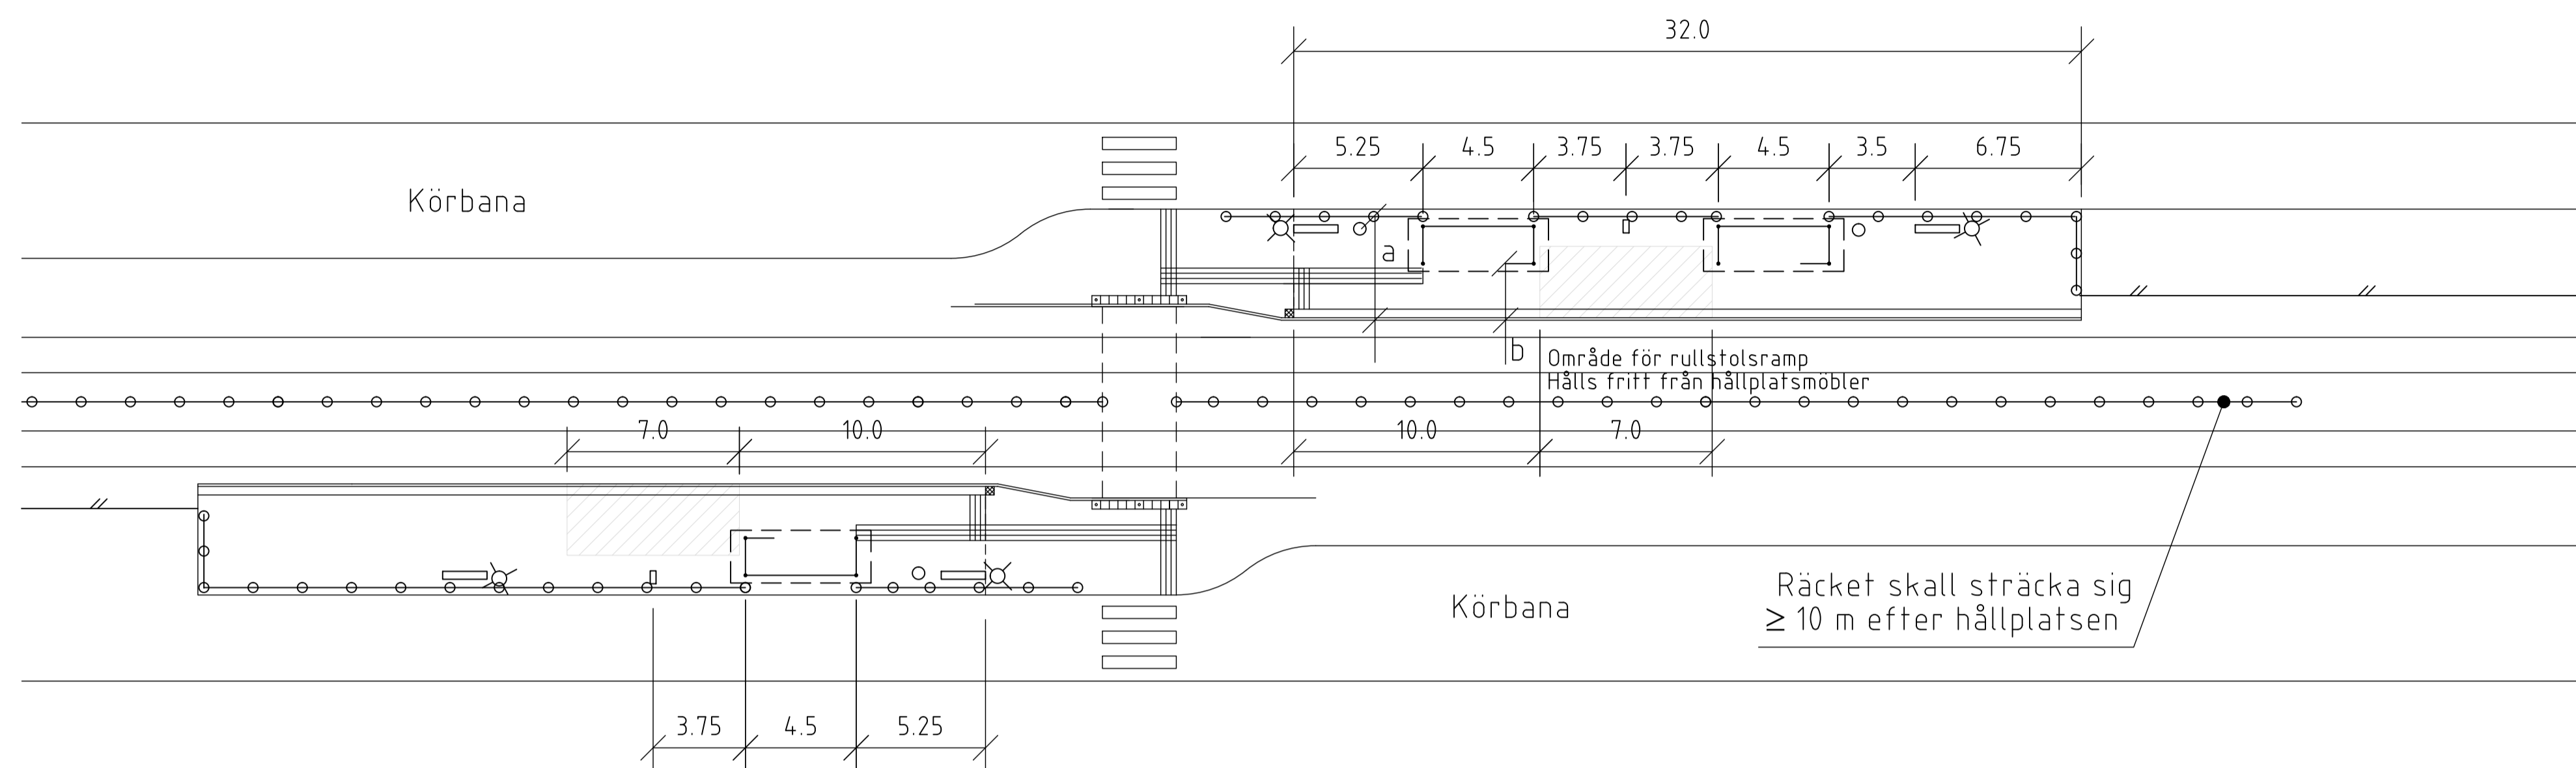 32.0
5.25 4.5 3.75 3.75 4.5 3.5 6.75
Körbana
a
b
Område för rullstolsramp
Hålls fritt från hållplatsmöbler
7.0 10.0 10.0 7.0
Räcket skall sträcka sig
≥ 10 m efter hållplatsen
Körbana
3.75 4.5 5.25